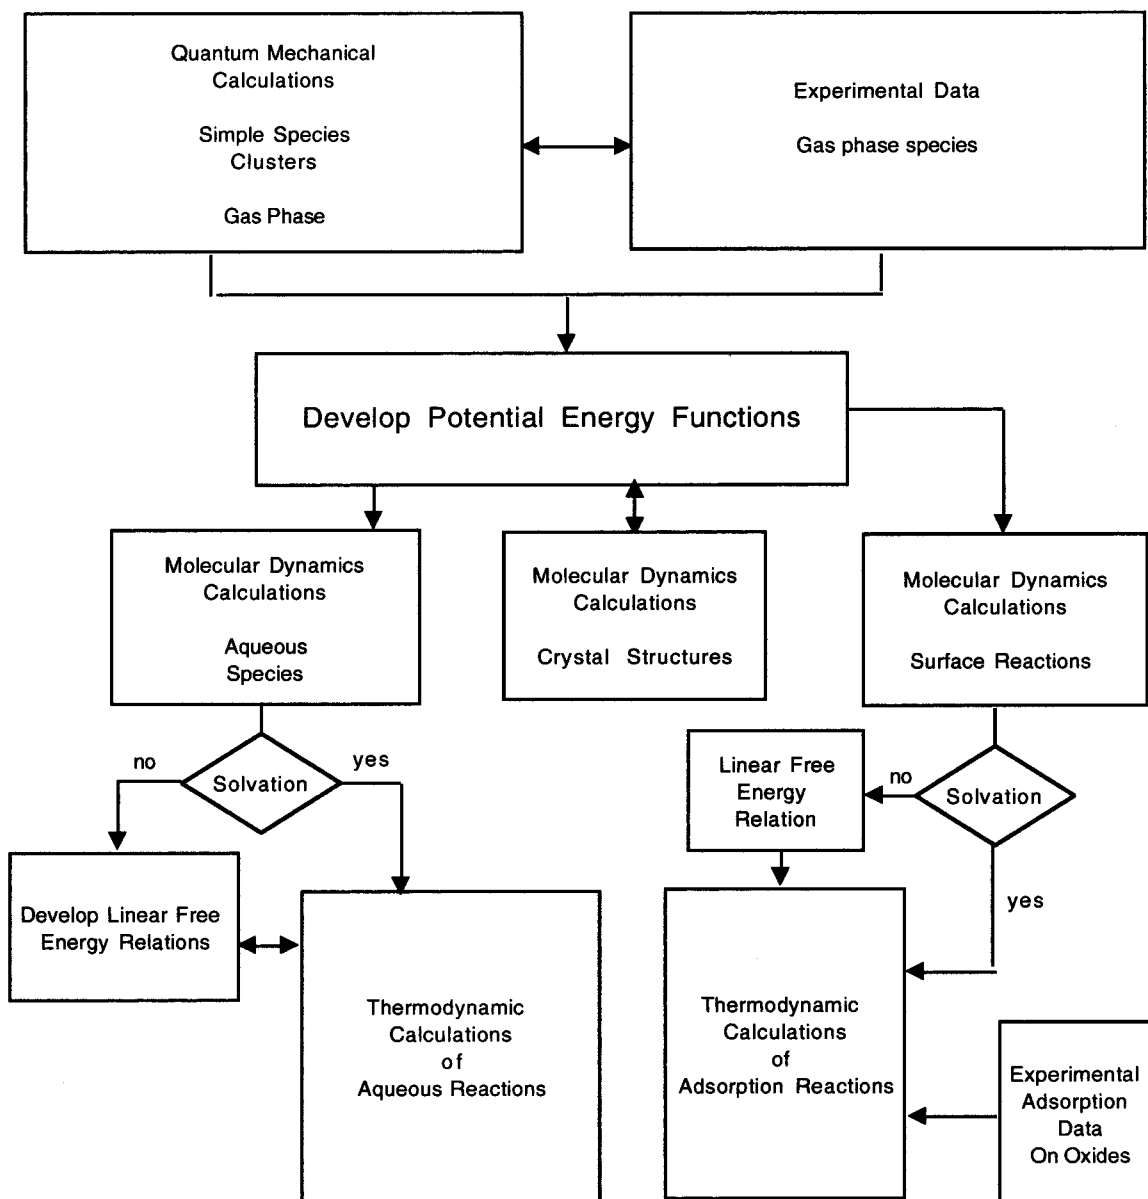 Quantum Mechanical
Calculations
Simple Species
Clusters
Gas Phase
Experimental Data
Gas phase species
Develop Potential Energy Functions
Molecular Dynamics
Calculations
Aqueous
Species
Molecular Dynamics
Calculations
Crystal Structures
Molecular Dynamics
Calculations
Surface Reactions
no
Solvation
yes
Linear Free
Energy
Relation
no
Solvation
yes
Develop Linear Free
Energy Relations
Thermodynamic
Calculations
of
Aqueous Reactions
Thermodynamic
Calculations
of
Adsorption Reactions
Experimental
Adsorption
Data
On Oxides